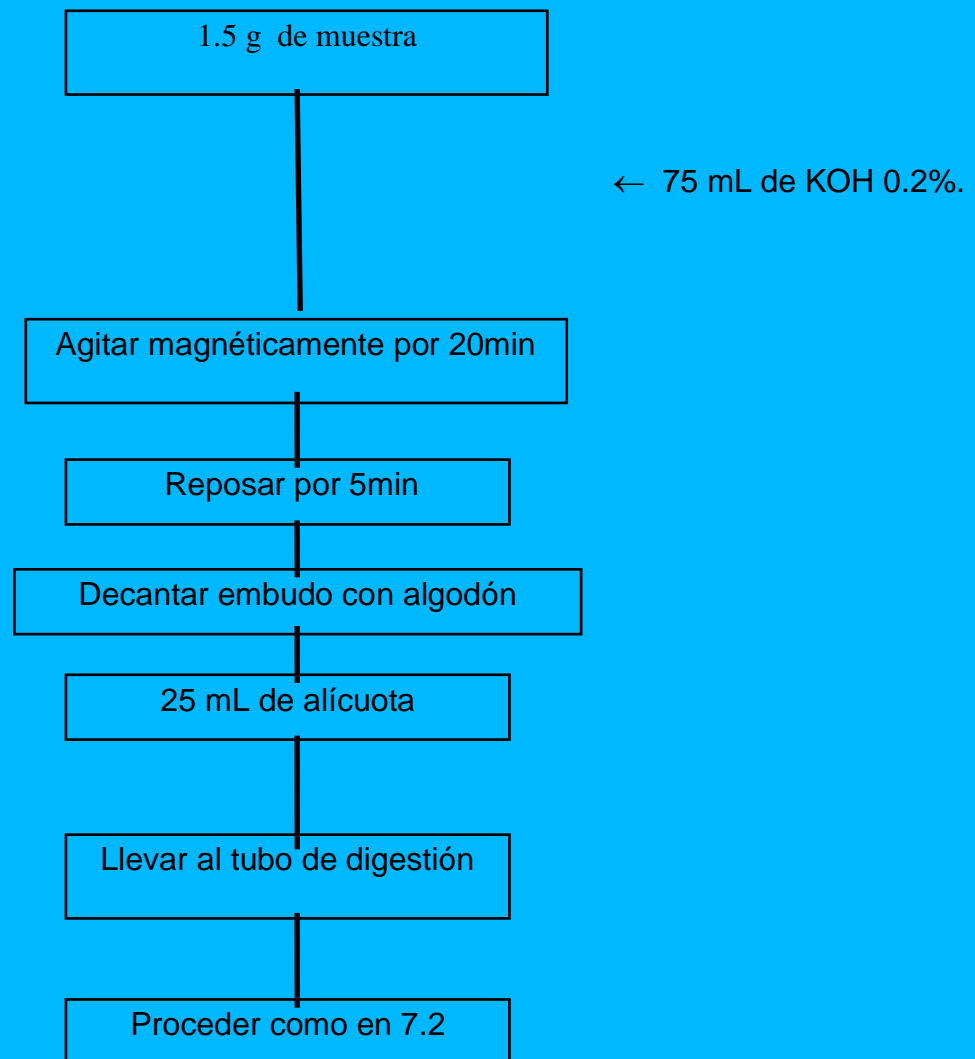 1.5 g  de muestra
← 75 mL de KOH 0.2%.
Agitar magnéticamente por 20min
Reposar por 5min
Decantar embudo con algodón
25 mL de alícuota
Llevar al tubo de digestión
Proceder como en 7.2